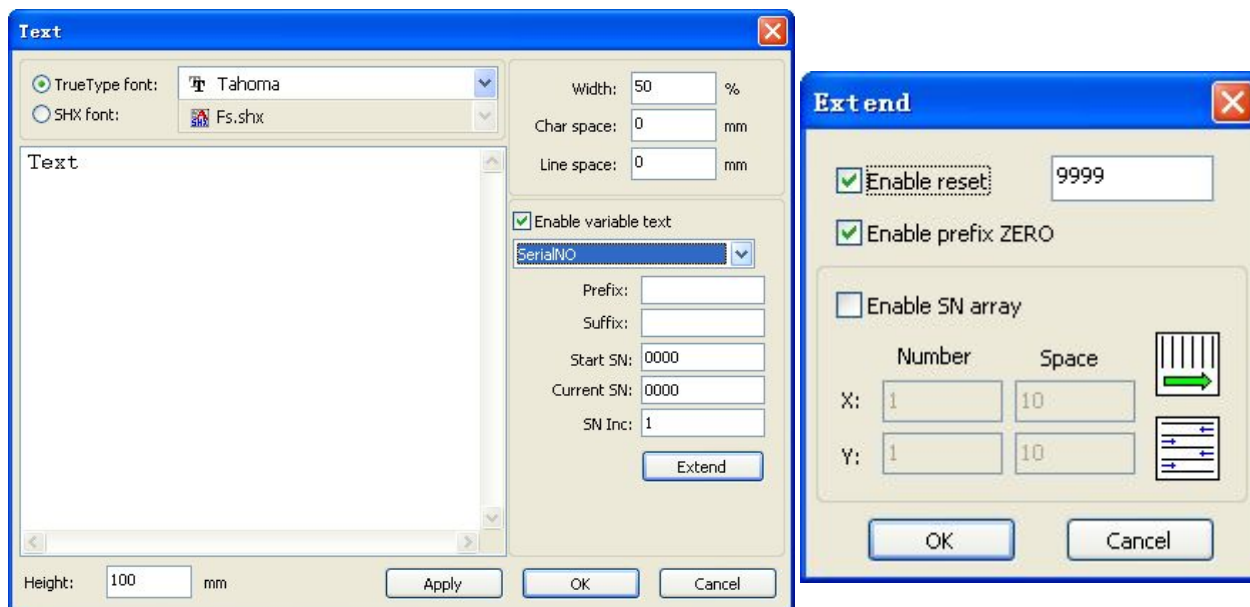 Text
TrueType font: Tahoma
SHX font: Fs.shx
Text
Width: 50 %
Char space: 0 mm
Line space: 0 mm
Enable variable text
SerialNO
Prefix:
Suffix:
Start SN: 0000
Current SN: 0000
SN Inc: 1
Extend
Height: 100 mm
Apply
OK
Cancel
Extend
Enable reset 9999
Enable prefix ZERO
Enable SN array
Number Space
X: 1 10
Y: 1 10
OK Cancel